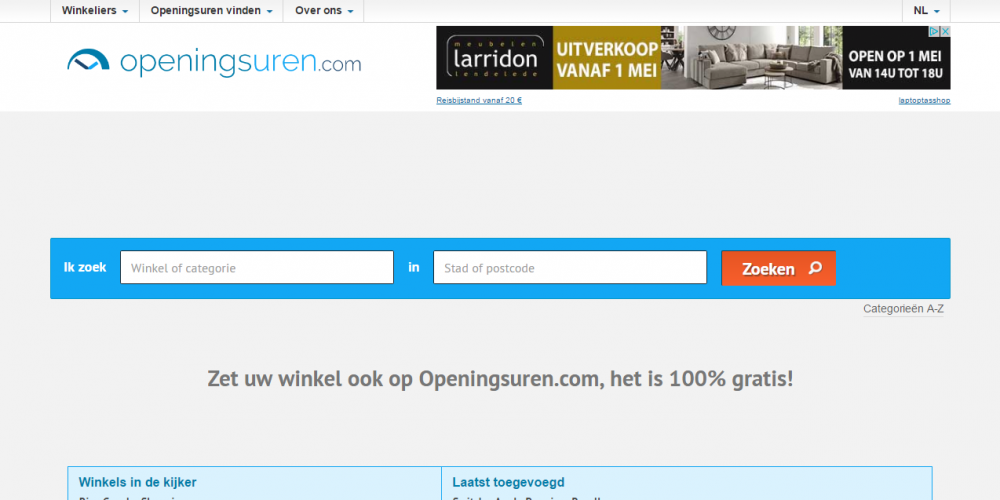 Winkeliers
Openingsuren vinden
Over ons
NL
openingsuren.com
meubelen
larridon
lendelede
UITVERKOOP
VANAF 1 MEI
OPEN OP 1 MEI
VAN 14U TOT 18U
Reisbijstand vanaf 20 €
laptoptasshop
Ik zoek
Winkel of categorie
in
Stad of postcode
Zoeken
Categorieën A-Z
Zet uw winkel ook op Openingsuren.com, het is 100% gratis!
Winkels in de kijker
Laatst toegevoegd